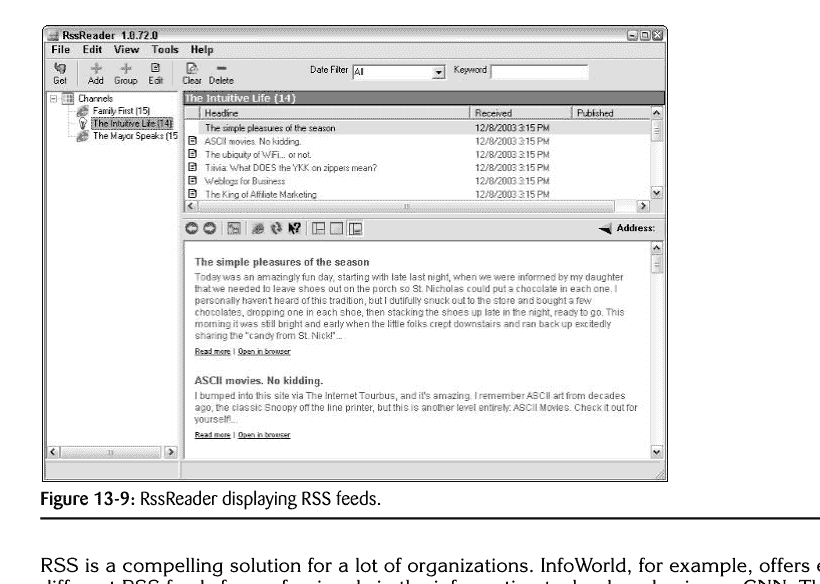 RssReader 1.0.72.0
File Edit View Tools Help
Get Add Group Edit Clear Delete Date Filter All Keyword
Channels
Family First (15)
The Intuitive Life (14)
The Mayor Speaks (15
The Intuitive Life (14)
Headline Received Published
The simple pleasures of the season 12/8/2003 3:15 PM
ASCII movies. No kidding. 12/8/2003 3:15 PM
The ubiquity of WiFi... or not. 12/8/2003 3:15 PM
Trivia: What DOES the YKK on zippers mean? 12/8/2003 3:15 PM
Weblogs for Business 12/8/2003 3:15 PM
The King of Affiliate Marketing 12/8/2003 3:15 PM
Address:
The simple pleasures of the season
Today was an amazingly fun day, starting with late last night, when we were informed by my daughter
that we needed to leave shoes out on the porch so St. Nicholas could put a chocolate in each one. I
personally haven't heard of this tradition, but I dutifully snuck out to the store and bought a few
chocolates, dropping one in each shoe, then stacking the shoes up late in the night, ready to go. This
morning it was still bright and early when the little folks crept downstairs and ran back up excitedly
sharing the "candy from St. Nick!"...
Read more | Open in browser
ASCII movies. No kidding.
I bumped into this site via The Internet Tourbus, and it's amazing. I remember ASCII art from decades
ago, the classic Snoopy off the line printer, but this is another level entirely: ASCII Movies. Check it out for
yourself!...
Read more | Open in browser
Figure 13-9: RssReader displaying RSS feeds.
RSS is a compelling solution for a lot of organizations. InfoWorld, for example, offers